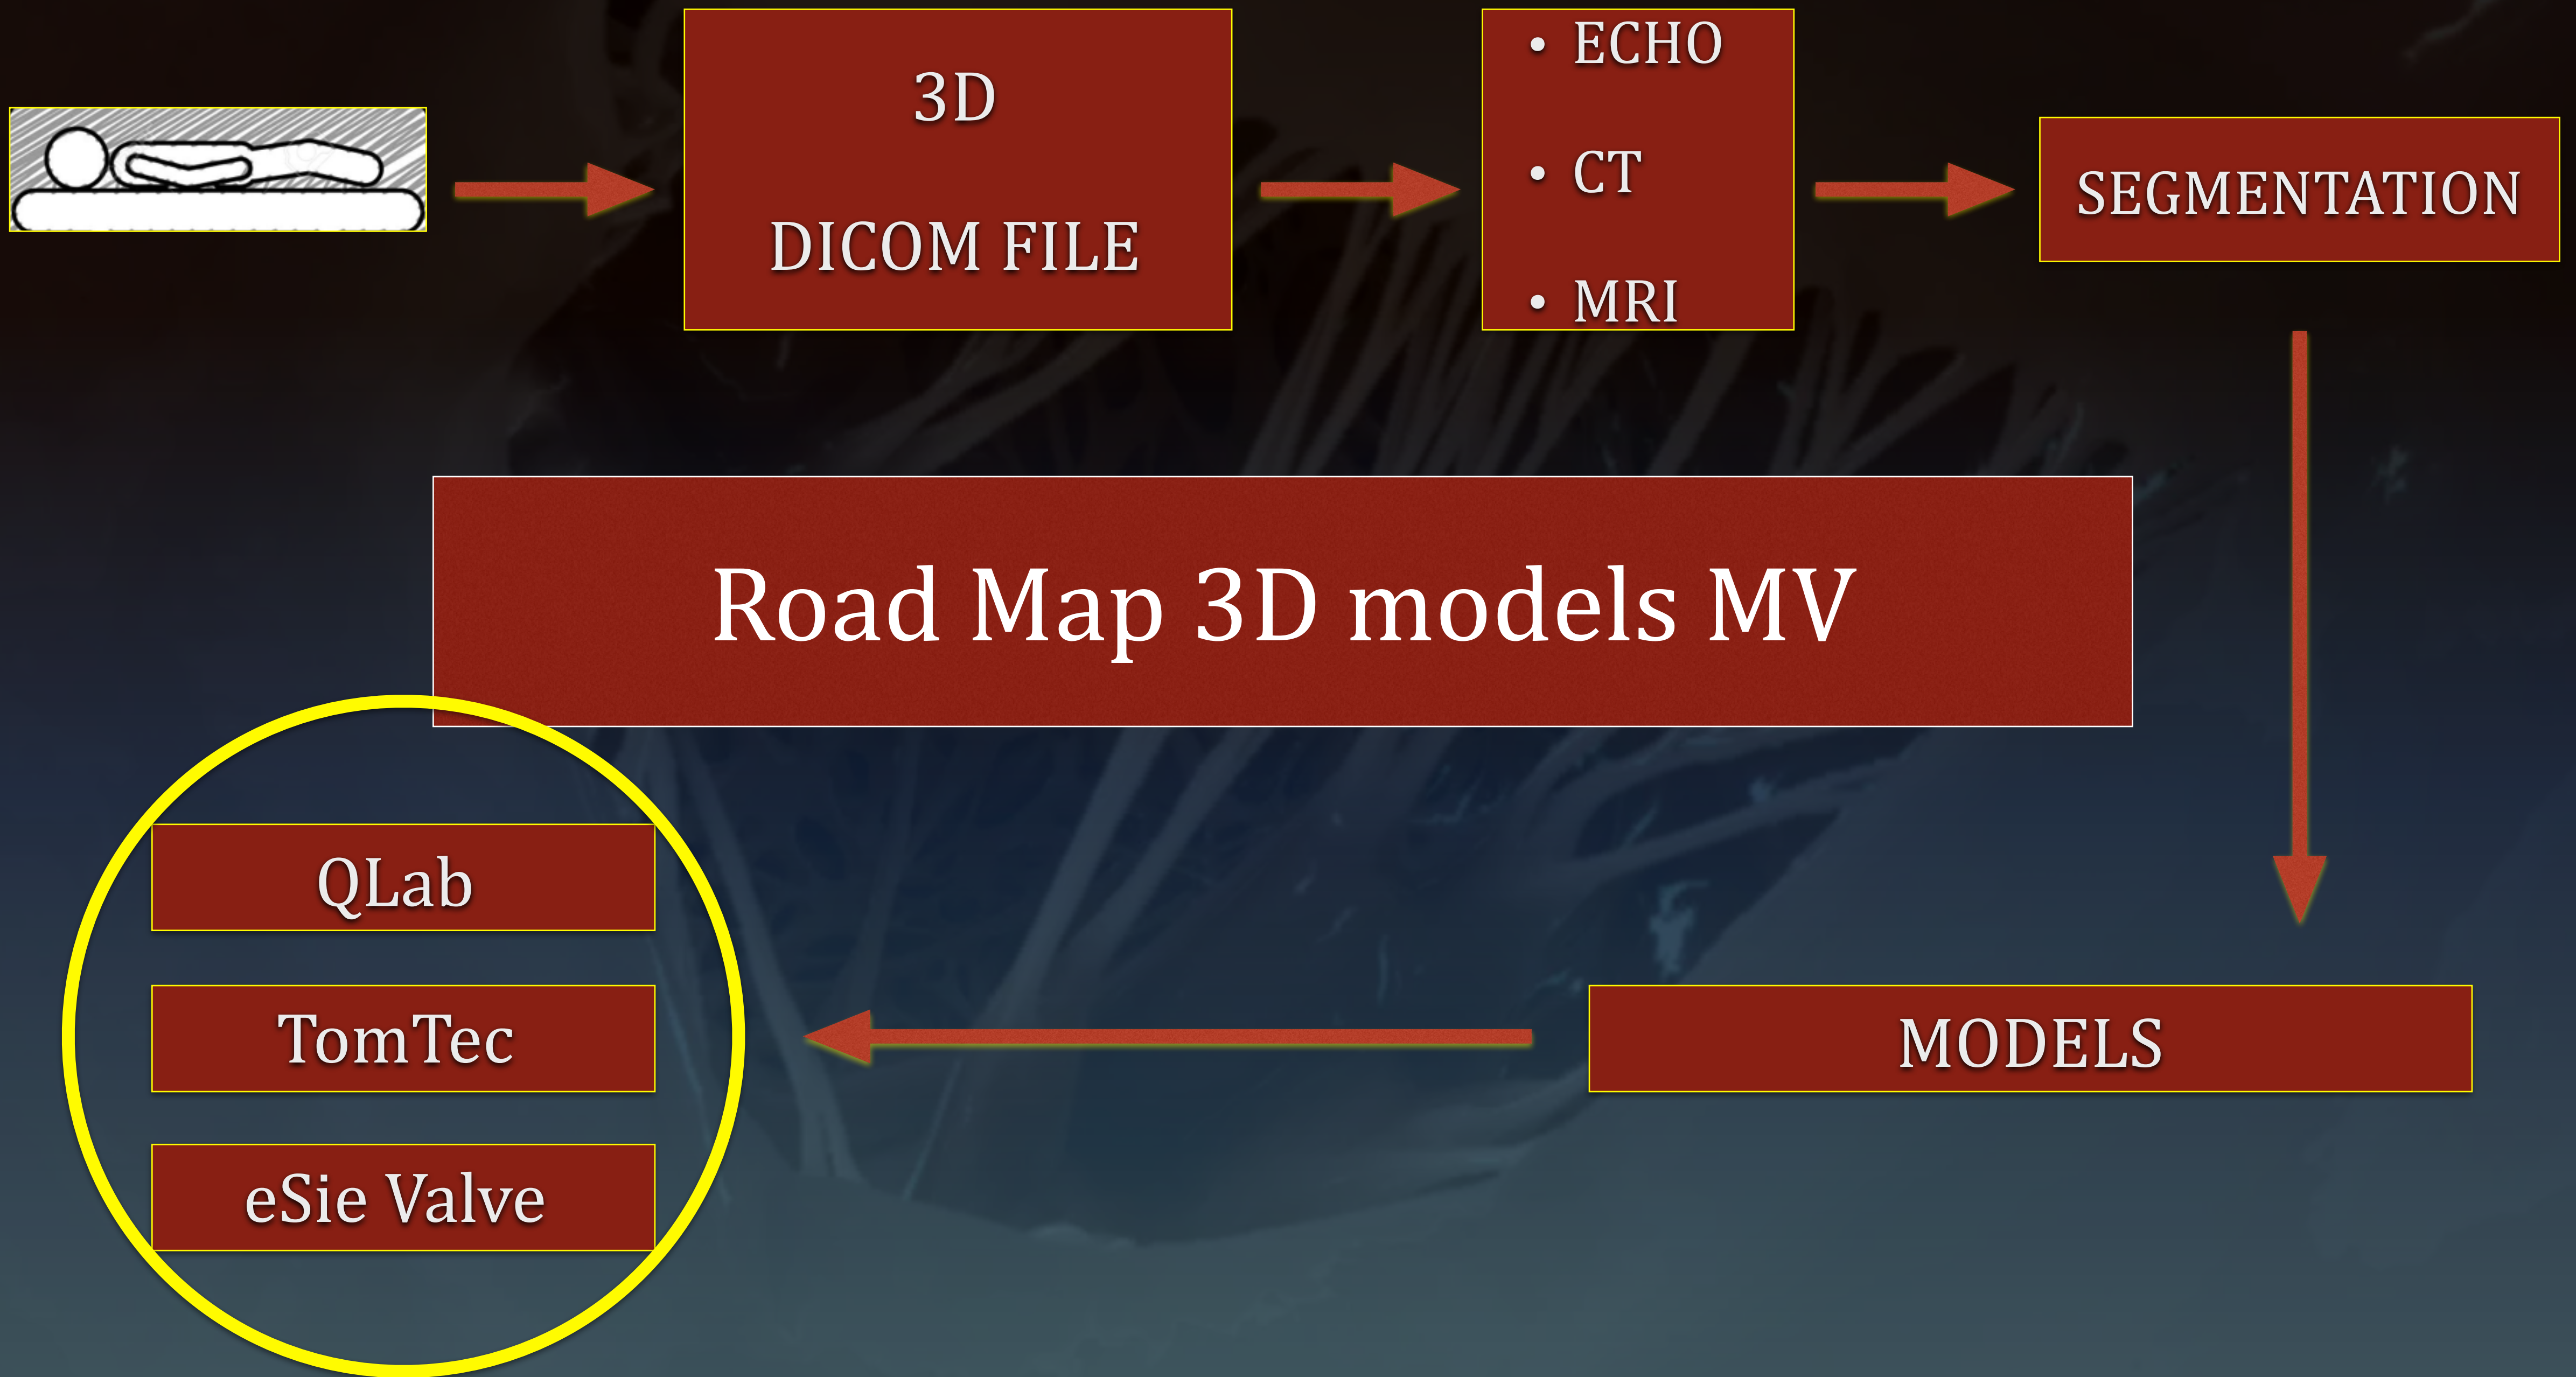 3D
DICOM FILE
• ECHO
• CT
• MRI
SEGMENTATION
Road Map 3D models MV
QLab
TomTec
eSie Valve
MODELS